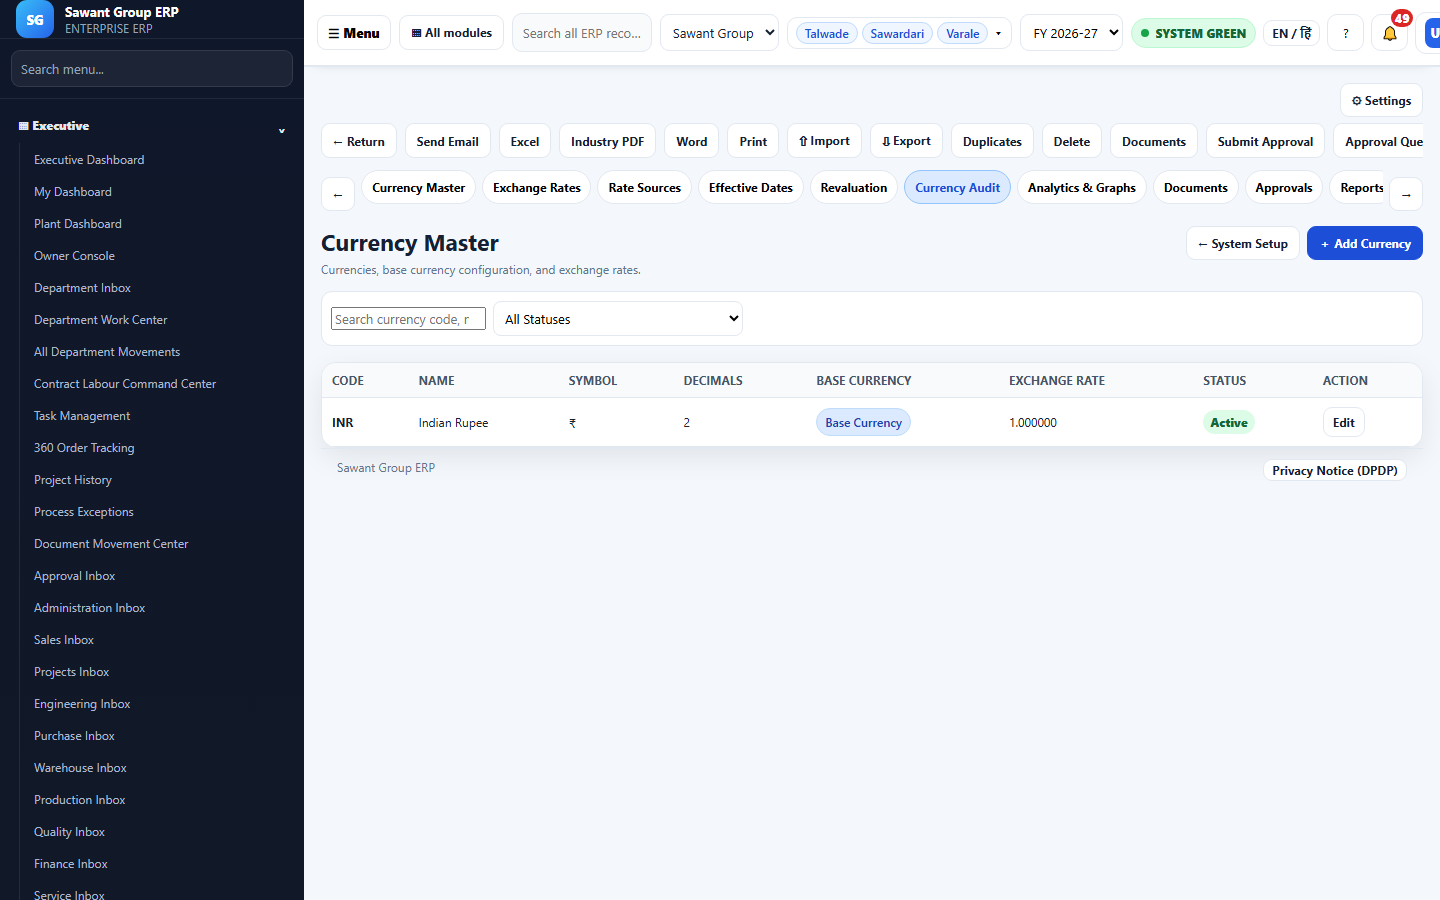 SG
Sawant Group ERP
ENTERPRISE ERP
☰ Menu
All modules
Search all ERP reco...
Sawant Group
Talwade
Sawardari
Varale
FY 2026-27
SYSTEM GREEN
EN / हिं
?
49
U
Search menu...
Executive
Executive Dashboard
My Dashboard
Plant Dashboard
Owner Console
Department Inbox
Department Work Center
All Department Movements
Contract Labour Command Center
Task Management
360 Order Tracking
Project History
Process Exceptions
Document Movement Center
Approval Inbox
Administration Inbox
Sales Inbox
Projects Inbox
Engineering Inbox
Purchase Inbox
Warehouse Inbox
Production Inbox
Quality Inbox
Finance Inbox
Service Inbox
⚙ Settings
← Return
Send Email
Excel
Industry PDF
Word
Print
⇧ Import
⇩ Export
Duplicates
Delete
Documents
Submit Approval
Approval Que
←
Currency Master
Exchange Rates
Rate Sources
Effective Dates
Revaluation
Currency Audit
Analytics & Graphs
Documents
Approvals
Reports
→
Currency Master
Currencies, base currency configuration, and exchange rates.
← System Setup
+ Add Currency
Search currency code, r
All Statuses
CODE NAME SYMBOL DECIMALS BASE CURRENCY EXCHANGE RATE STATUS ACTION
INR Indian Rupee ₹ 2 Base Currency 1.000000 Active Edit
Sawant Group ERP
Privacy Notice (DPDP)